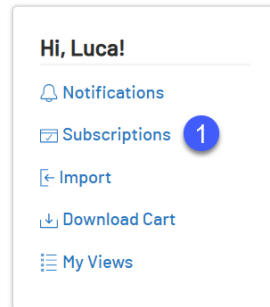 Hi, Luca!
Notifications
Subscriptions 1
Import
Download Cart
My Views